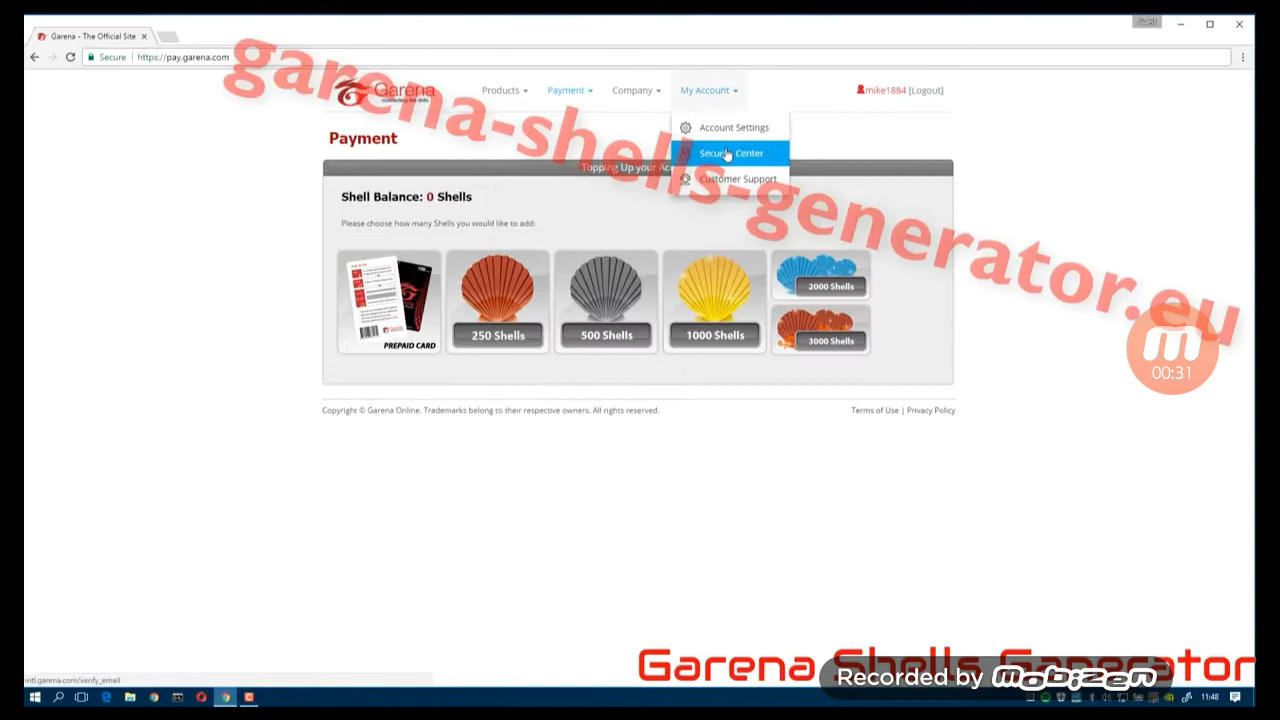 Guest
Garena - The Official Site
Secure https://pay.garena.com
Garena
Products Payment Company My Account
mike1884 [Logout]
Account Settings
Security Center
Customer Support
Payment
Topping Up your
Shell Balance: 0 Shells
Please choose how many Shells you would like to add:
PREPAID CARD
250 Shells
500 Shells
1000 Shells
2000 Shells
3000 Shells
Copyright © Garena Online. Trademarks belong to their respective owners. All rights reserved.
Terms of Use | Privacy Policy
garena-shells-generator.eu
00:31
Garena Shells Generator
Recorded by mobizen
intl.garena.com/verify_email
11:48